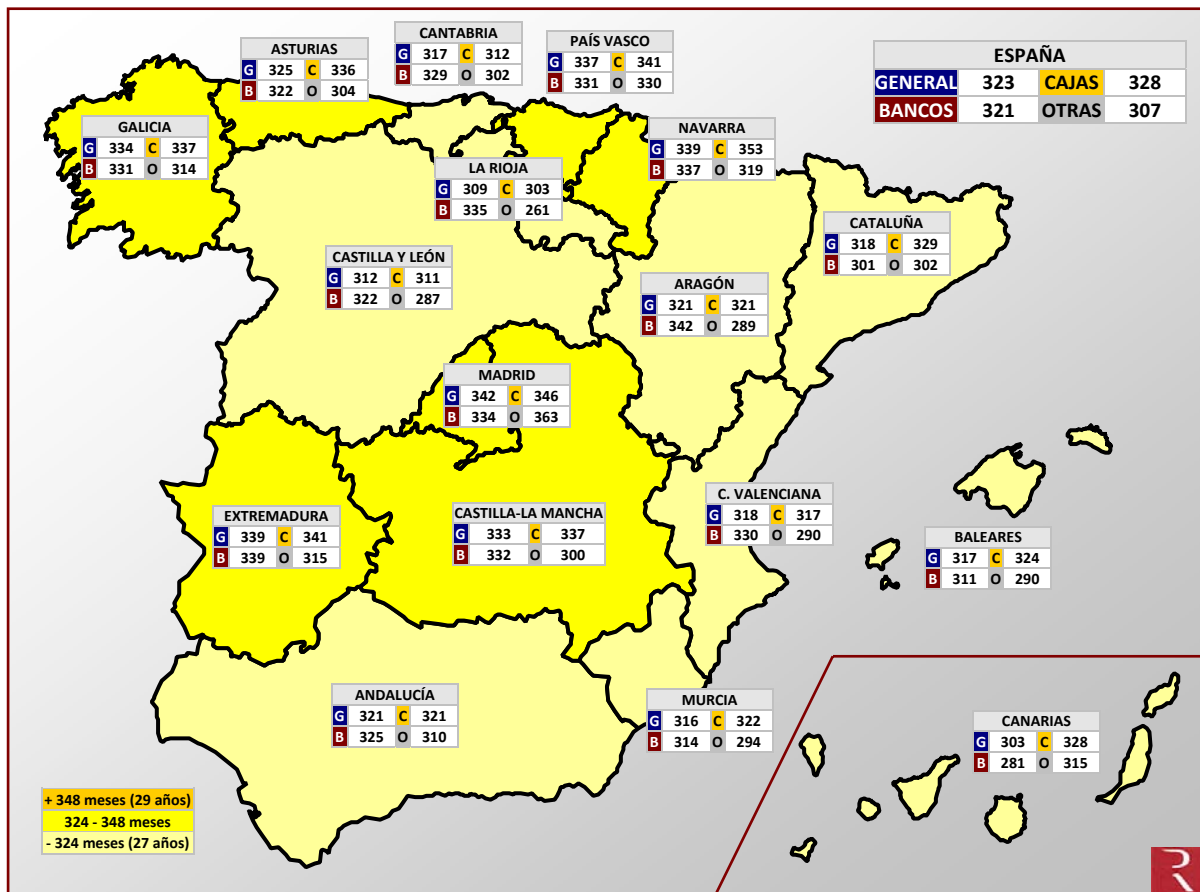 ESPAÑA
GENERAL 323 CAJAS 328
BANCOS 321 OTRAS 307
ASTURIAS
G 325 C 336
B 322 O 304
CANTABRIA
G 317 C 312
B 329 O 302
PAÍS VASCO
G 337 C 341
B 331 O 330
GALICIA
G 334 C 337
B 331 O 314
NAVARRA
G 339 C 353
B 337 O 319
LA RIOJA
G 309 C 303
B 335 O 261
CATALUÑA
G 318 C 329
B 301 O 302
CASTILLA Y LEÓN
G 312 C 311
B 322 O 287
ARAGÓN
G 321 C 321
B 342 O 289
MADRID
G 342 C 346
B 334 O 363
C. VALENCIANA
G 318 C 317
B 330 O 290
EXTREMADURA
G 339 C 341
B 339 O 315
CASTILLA-LA MANCHA
G 333 C 337
B 332 O 300
BALEARES
G 317 C 324
B 311 O 290
ANDALUCÍA
G 321 C 321
B 325 O 310
MURCIA
G 316 C 322
B 314 O 294
CANARIAS
G 303 C 328
B 281 O 315
+ 348 meses (29 años)
324 - 348 meses
- 324 meses (27 años)
R